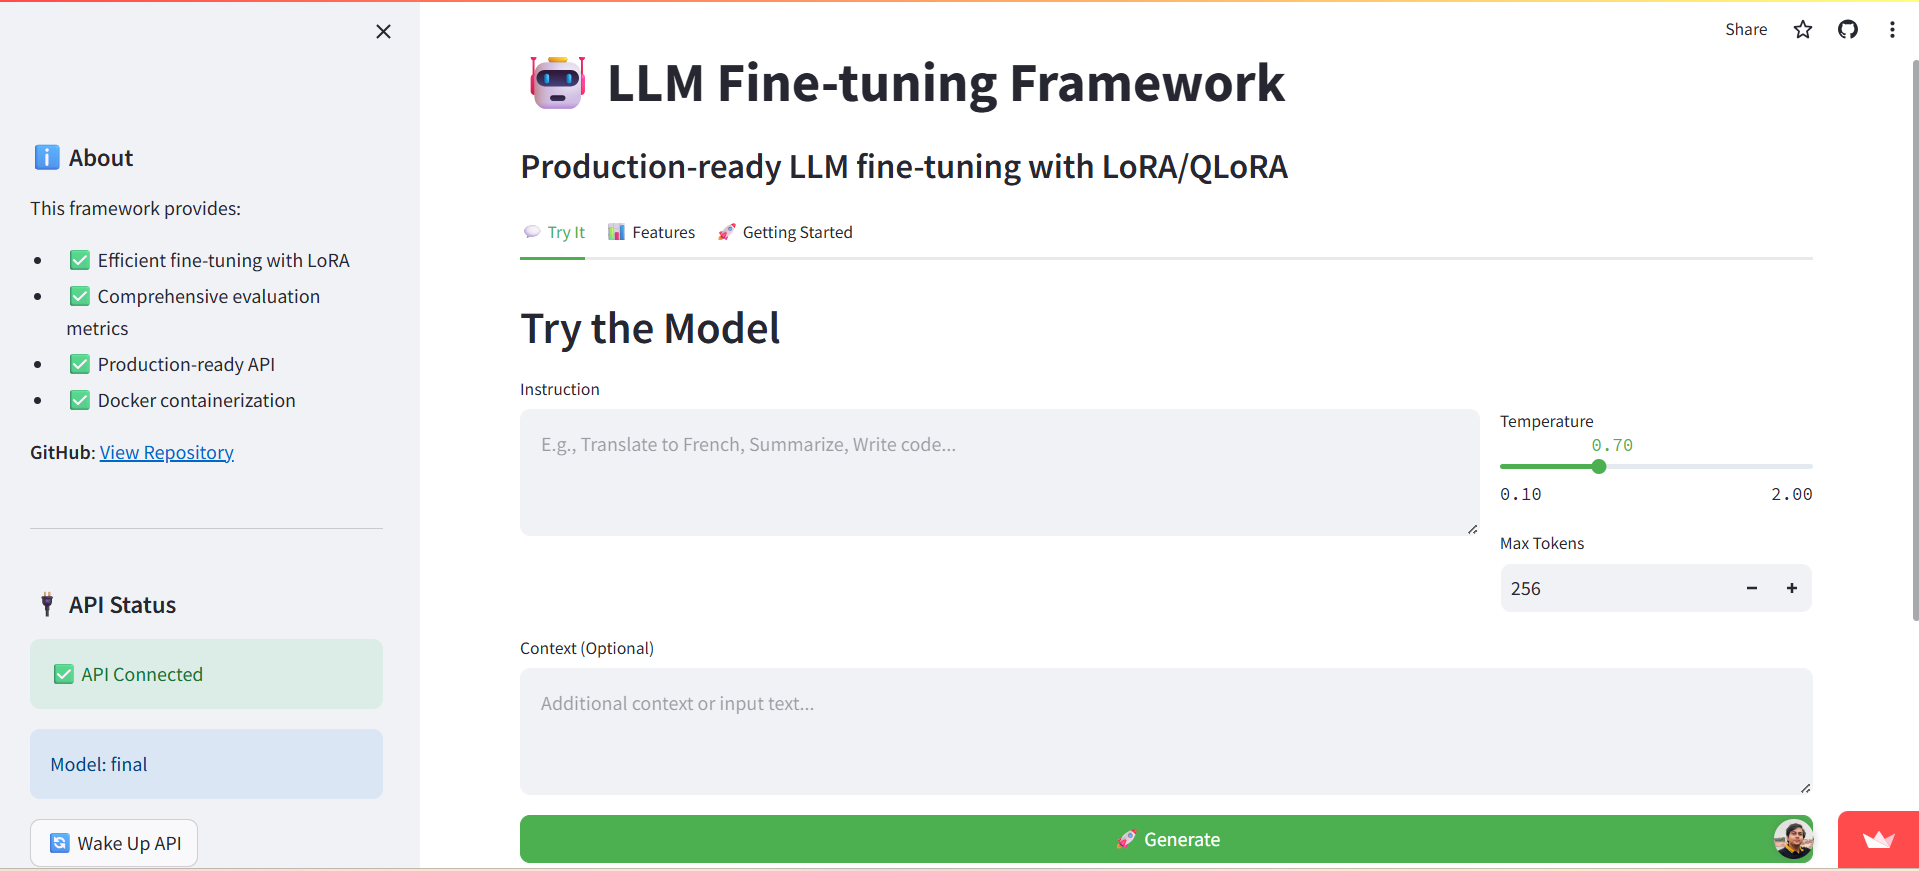 Share
About
This framework provides:
Efficient fine-tuning with LoRA
Comprehensive evaluation
metrics
Production-ready API
Docker containerization
GitHub: View Repository
API Status
API Connected
Model: final
Wake Up API
LLM Fine-tuning Framework
Production-ready LLM fine-tuning with LoRA/QLoRA
Try It
Features
Getting Started
Try the Model
Instruction
E.g., Translate to French, Summarize, Write code...
Temperature
0.70
0.10
2.00
Max Tokens
256
Context (Optional)
Additional context or input text...
Generate